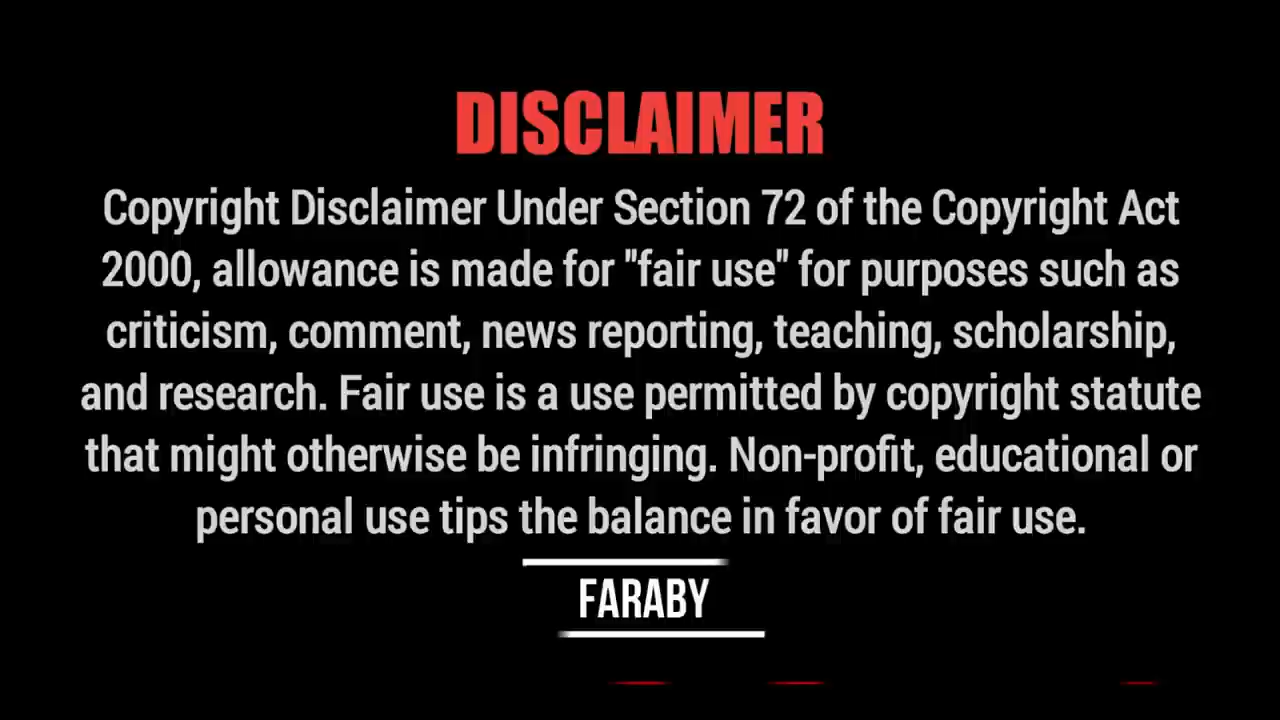 DISCLAIMER
Copyright Disclaimer Under Section 72 of the Copyright Act
2000, allowance is made for "fair use" for purposes such as
criticism, comment, news reporting, teaching, scholarship,
and research. Fair use is a use permitted by copyright statute
that might otherwise be infringing. Non-profit, educational or
personal use tips the balance in favor of fair use.
FARABY